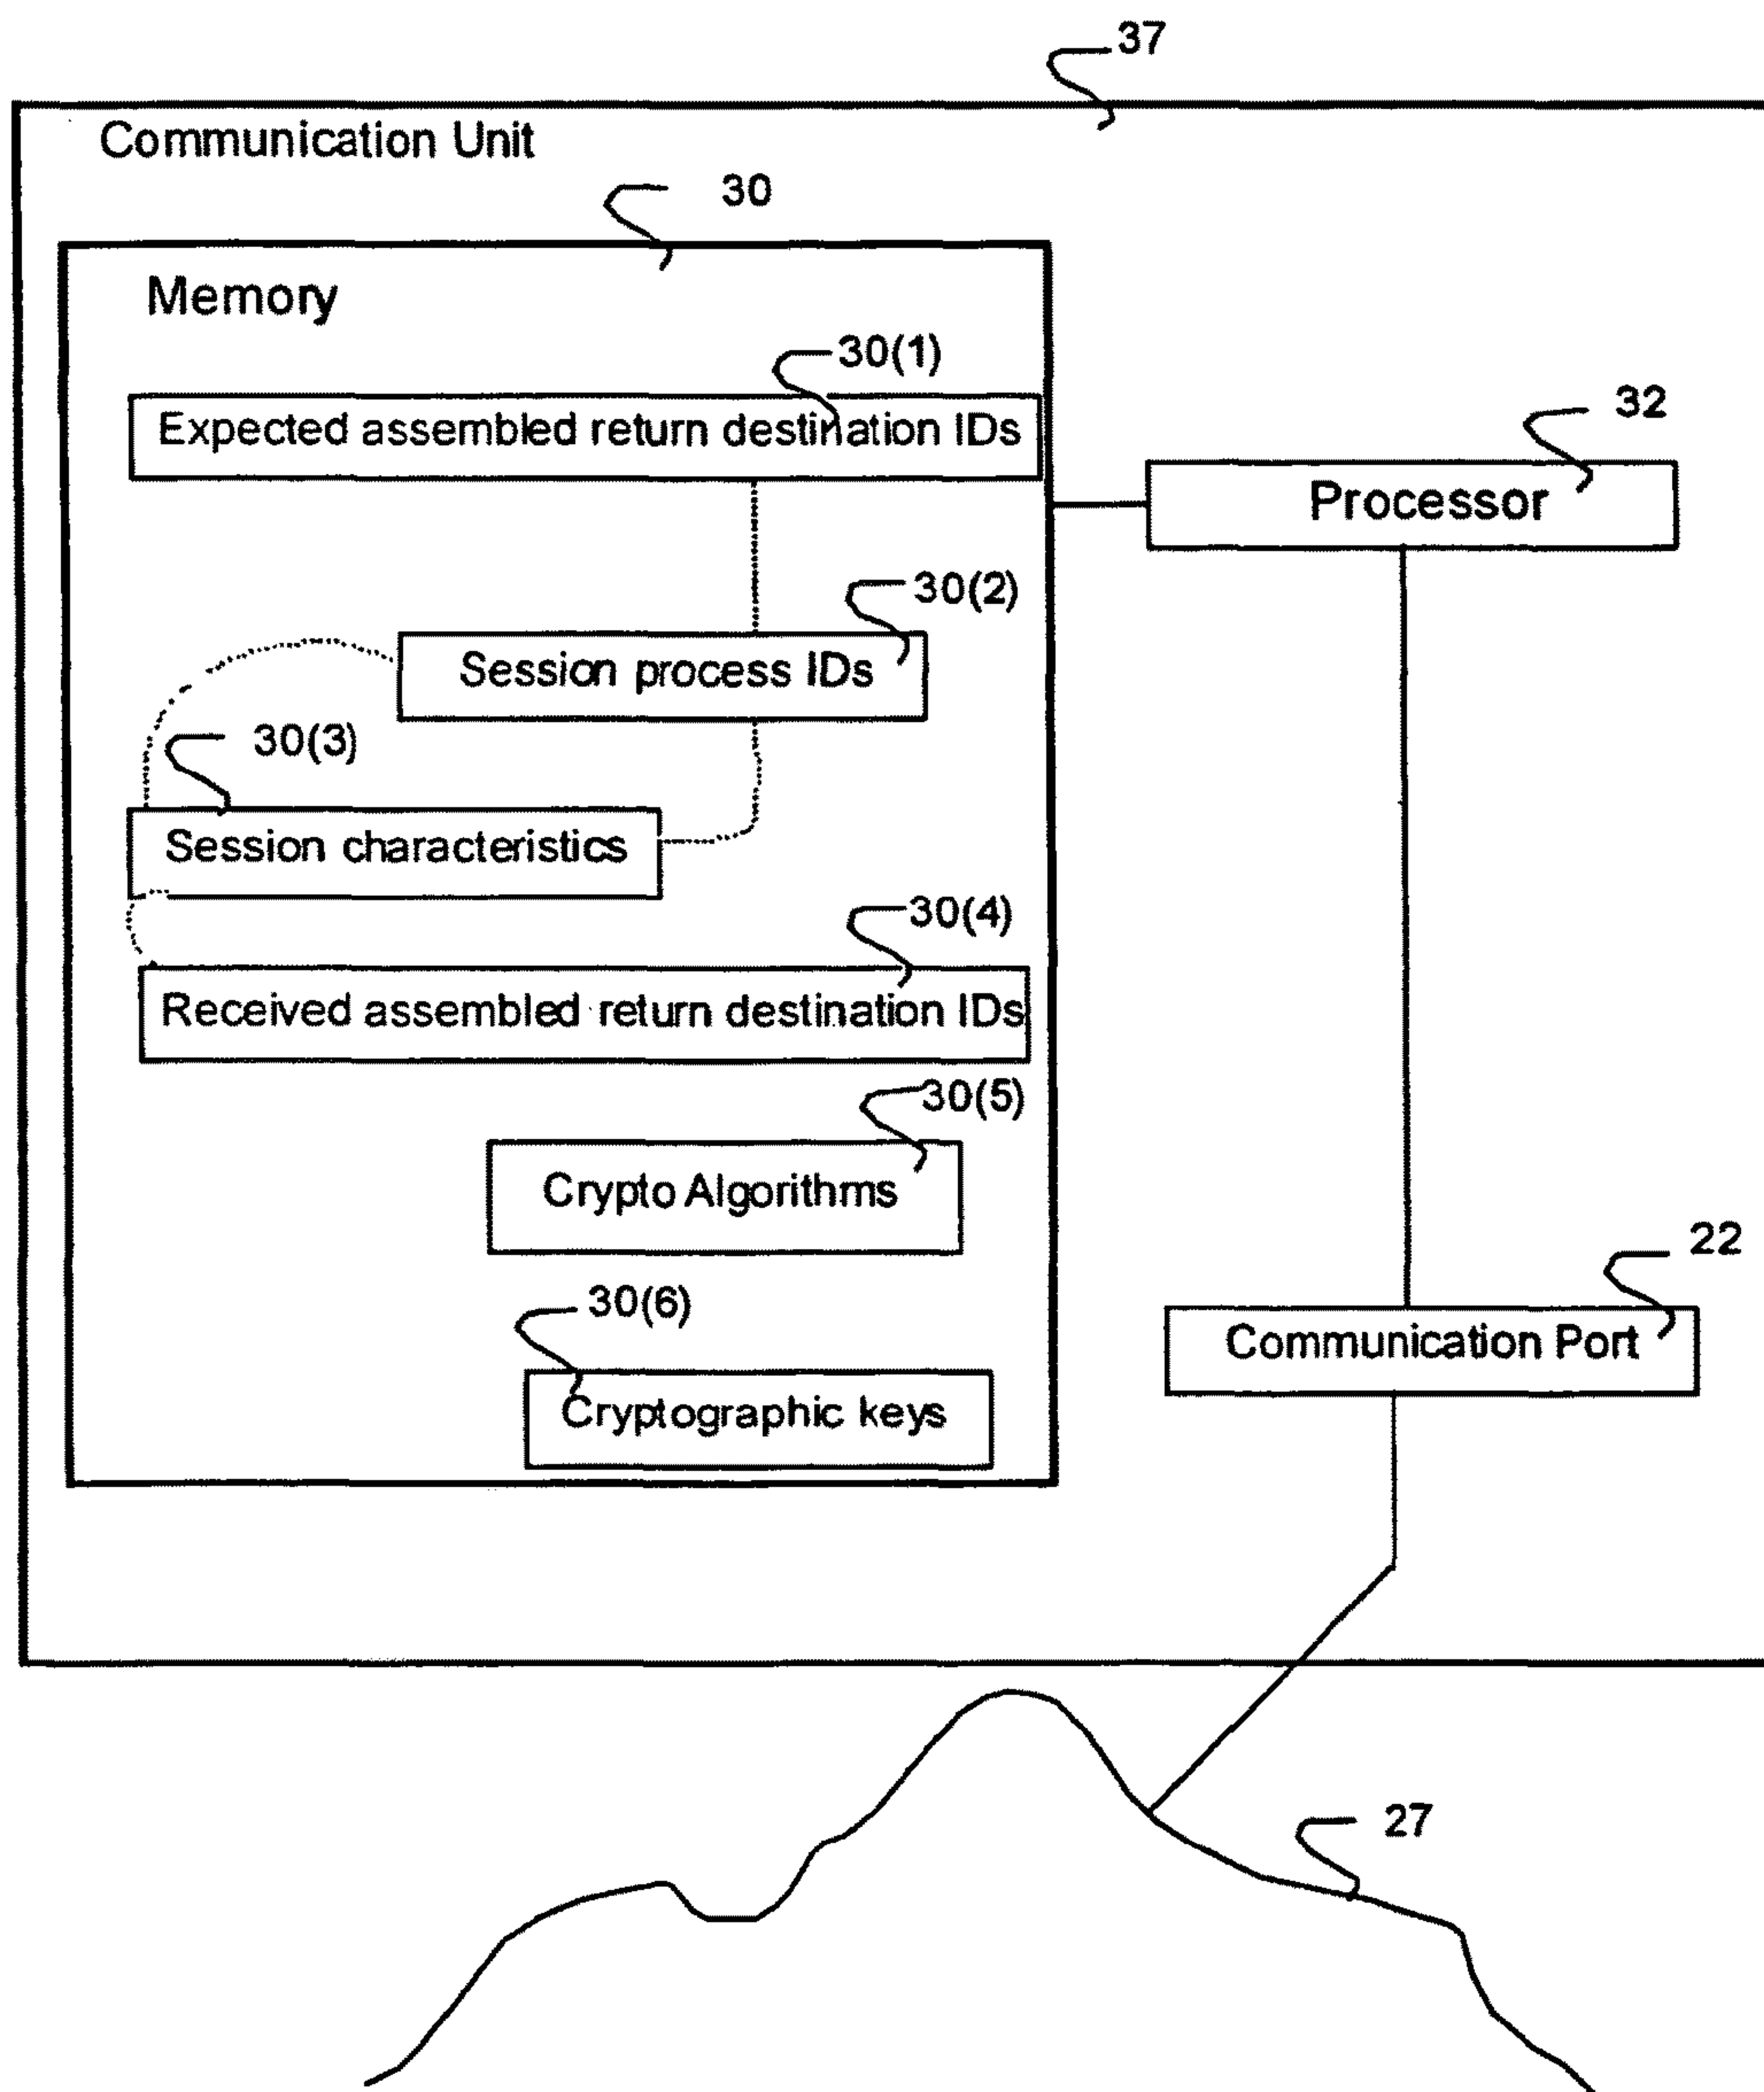 37
Communication Unit
30
Memory
30(1)
Expected assembled return destination IDs
32
Processor
30(2)
Session process IDs
30(3)
Session characteristics
30(4)
Received assembled return destination IDs
30(5)
Crypto Algorithms
22
Communication Port
30(6)
Cryptographic keys
27